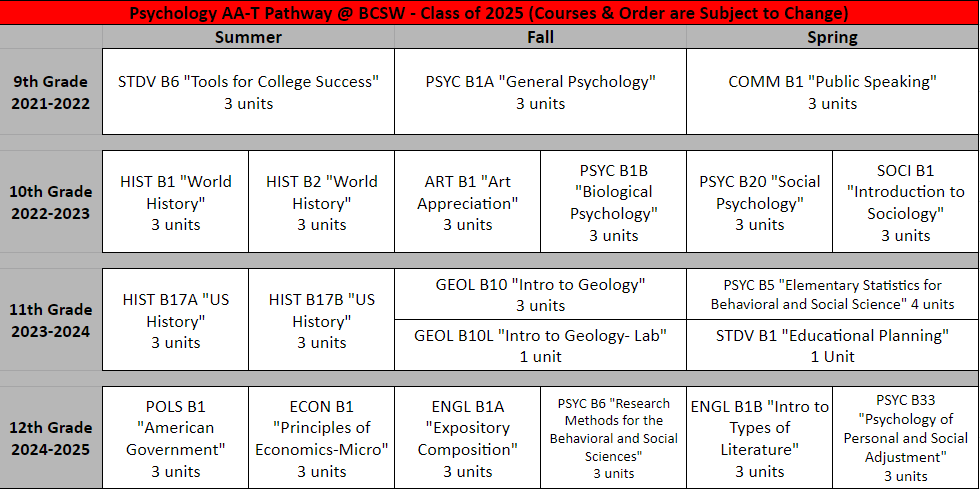 Psychology AA-T Pathway @ BCSW - Class of 2025 (Courses & Order are Subject to Change)
Summer
Fall
Spring
9th Grade
2021-2022
STDV B6 "Tools for College Success"
3 units
PSYC B1A "General Psychology"
3 units
COMM B1 "Public Speaking"
3 units
10th Grade
2022-2023
HIST B1 "World
History"
3 units
HIST B2 "World
History"
3 units
ART B1 "Art
Appreciation"
3 units
PSYC B1B
"Biological
Psychology"
3 units
PSYC B20 "Social
Psychology"
3 units
SOCI B1
"Introduction to
Sociology"
3 units
11th Grade
2023-2024
HIST B17A "US
History"
3 units
HIST B17B "US
History"
3 units
GEOL B10 "Intro to Geology"
3 units
GEOL B10L "Intro to Geology- Lab"
1 unit
PSYC B5 "Elementary Statistics for
Behavioral and Social Science" 4 units
STDV B1 "Educational Planning"
1 Unit
12th Grade
2024-2025
POLS B1
"American
Government"
3 units
ECON B1
"Principles of
Economics-Micro"
3 units
ENGL B1A
"Expository
Composition"
3 units
PSYC B6 "Research
Methods for the
Behavioral and Social
Sciences"
3 units
ENGL B1B "Intro to
Types of
Literature"
3 units
PSYC B33
"Psychology of
Personal and Social
Adjustment"
3 units